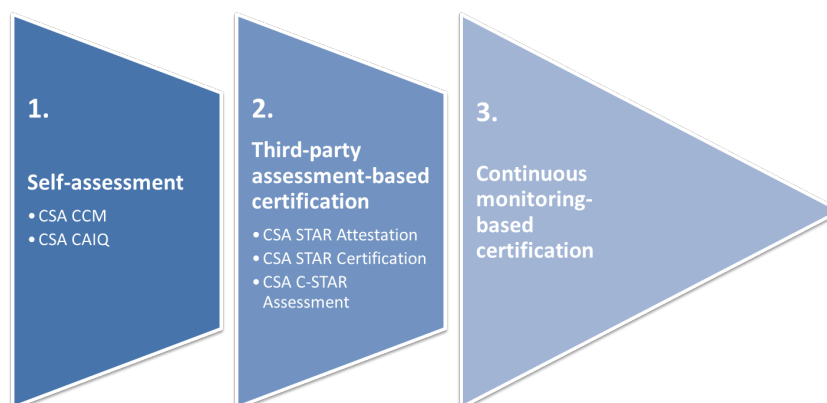 1.
Self-assessment
• CSA CCM
• CSA CAIQ
2.
Third-party
assessment-based
certification
• CSA STAR Attestation
• CSA STAR Certification
• CSA C-STAR
Assessment
3.
Continuous
monitoring-
based
certification